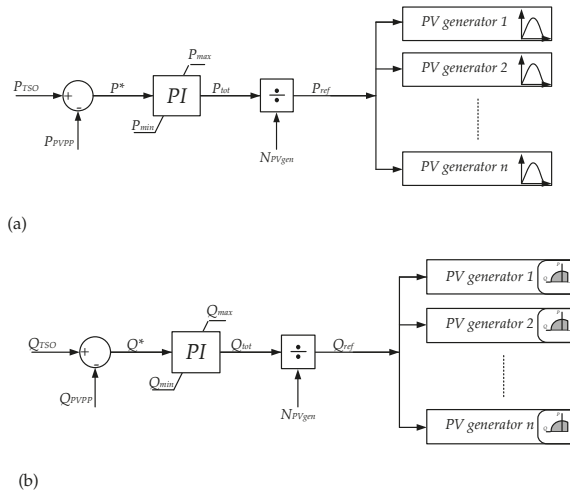 PV generator 1
P_max
PV generator 2
P_TSO + P* PI P_tot ÷ P_ref
-
P_min
P_PVPP N_PVgen
PV generator n
(a)
PV generator 1 P Q
Q_max
PV generator 2 P Q
Q_TSO + Q* PI Q_tot ÷ Q_ref
-
Q_min
Q_PVPP N_PVgen
PV generator n P Q
(b)